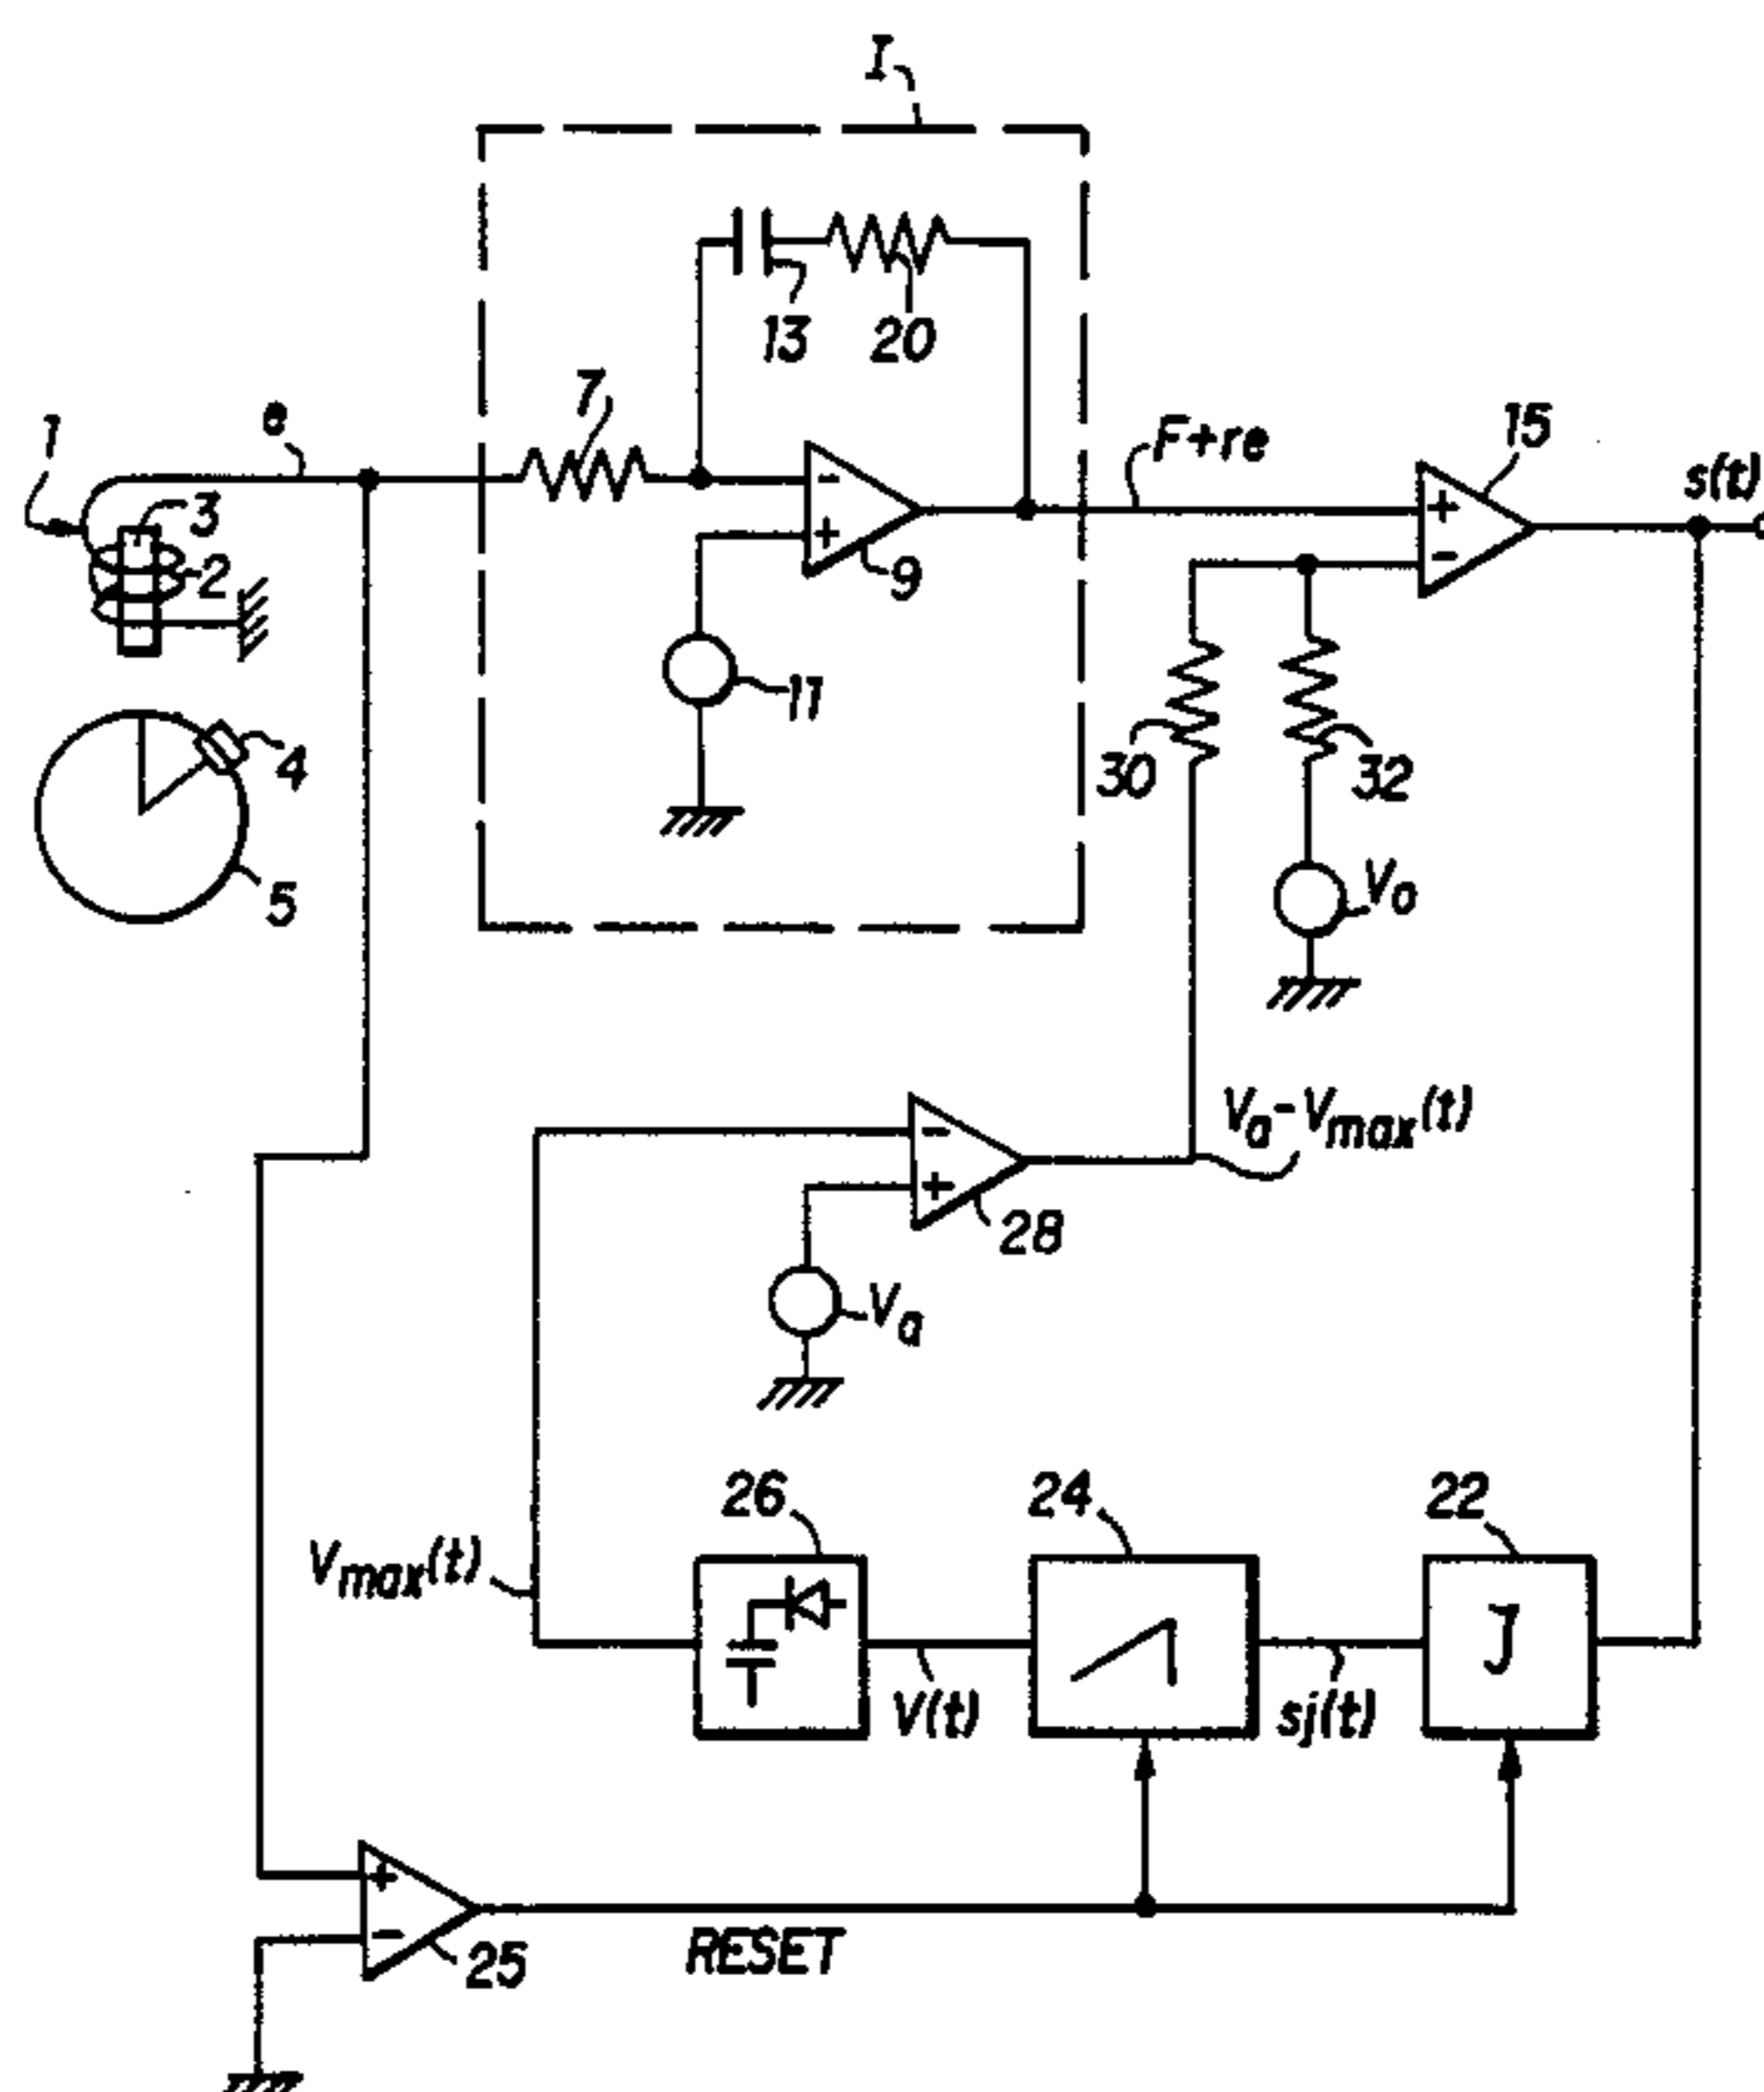 I
13
20
7
1
e
F+re
15
s(t)
3
-
+
+
-
2
9
11
4
30
32
5
Vo
Va-Vmax(t)
-
+
28
Va
26
24
22
Vmax(t)
J
V(t)
sj(t)
+
-
25
RESET